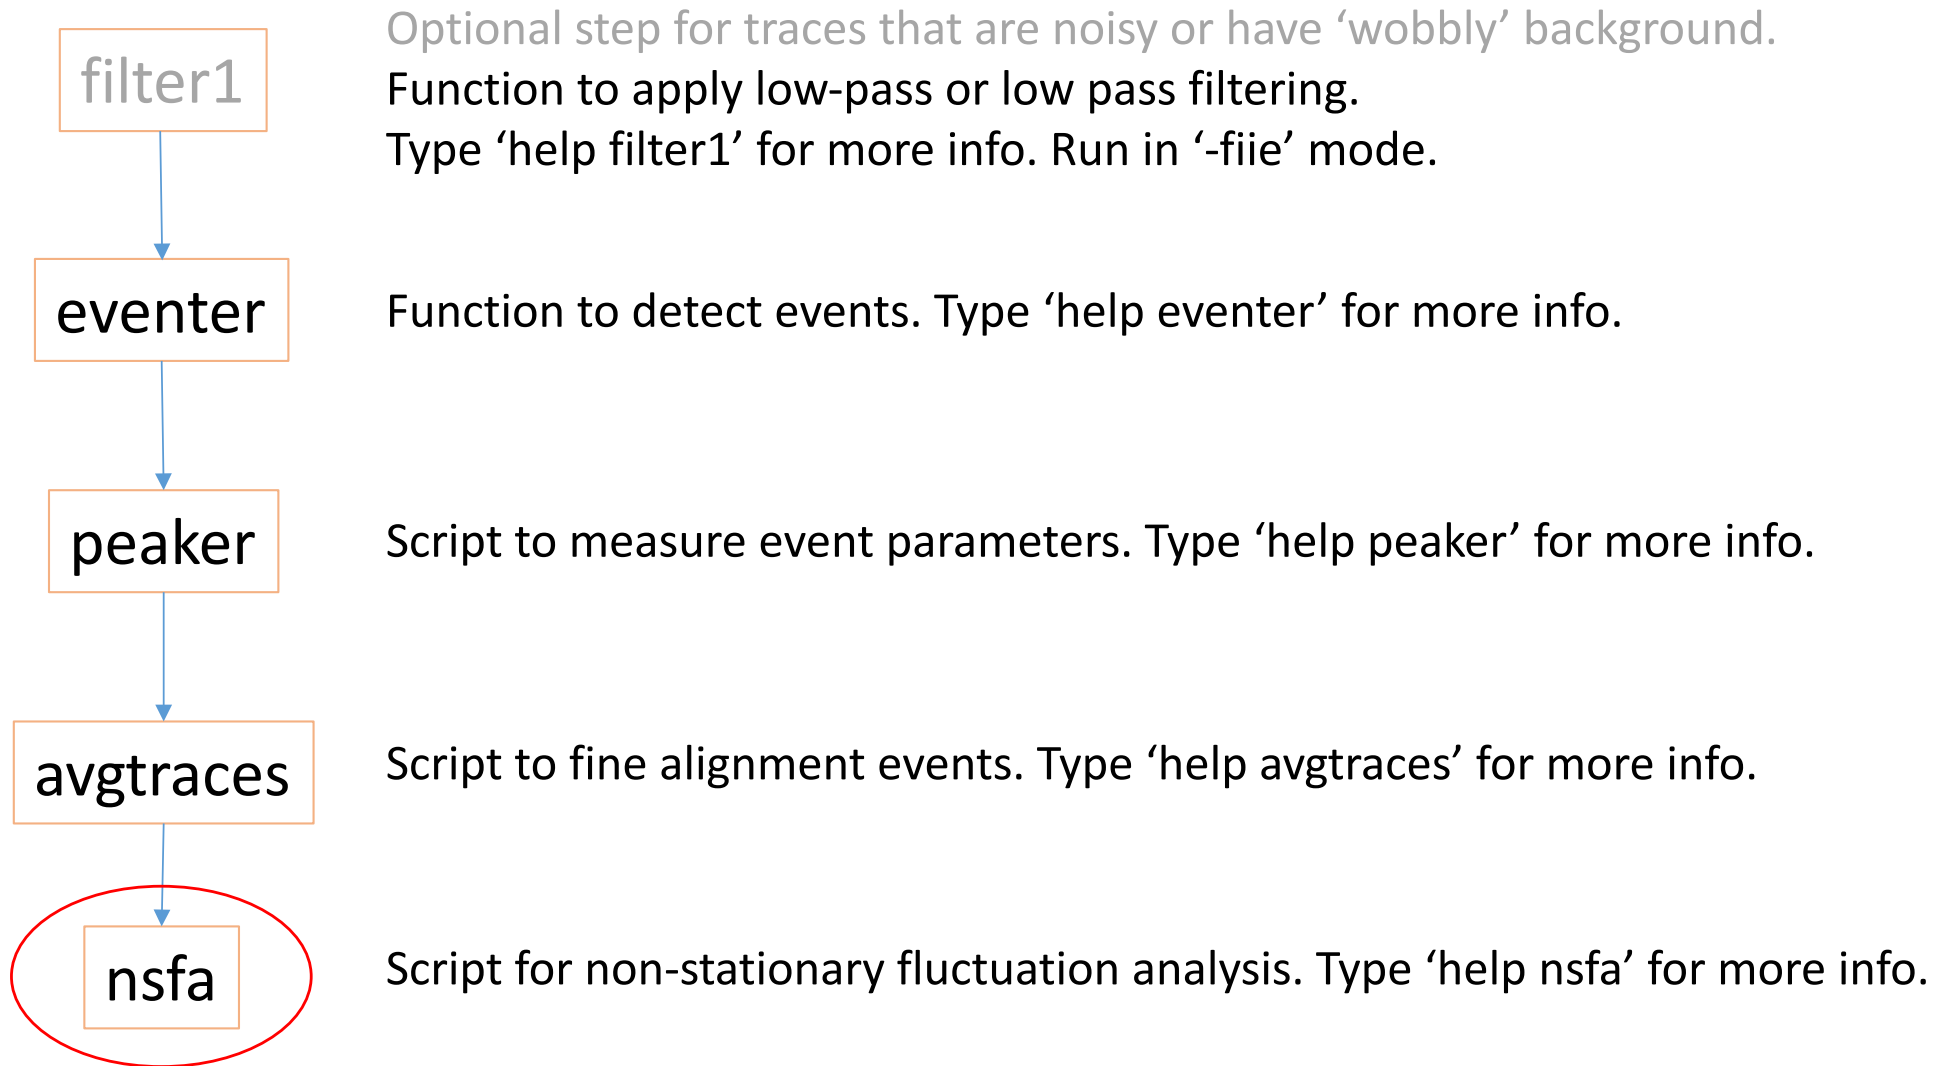 Optional step for traces that are noisy or have ‘wobbly’ background.
filter1
Function to apply low-pass or low pass filtering.
Type ‘help filter1’ for more info. Run in ‘-fiie’ mode.
eventer
Function to detect events. Type ‘help eventer’ for more info.
peaker
Script to measure event parameters. Type ‘help peaker’ for more info.
avgtraces
Script to fine alignment events. Type ‘help avgtraces’ for more info.
nsfa
Script for non-stationary fluctuation analysis. Type ‘help nsfa’ for more info.